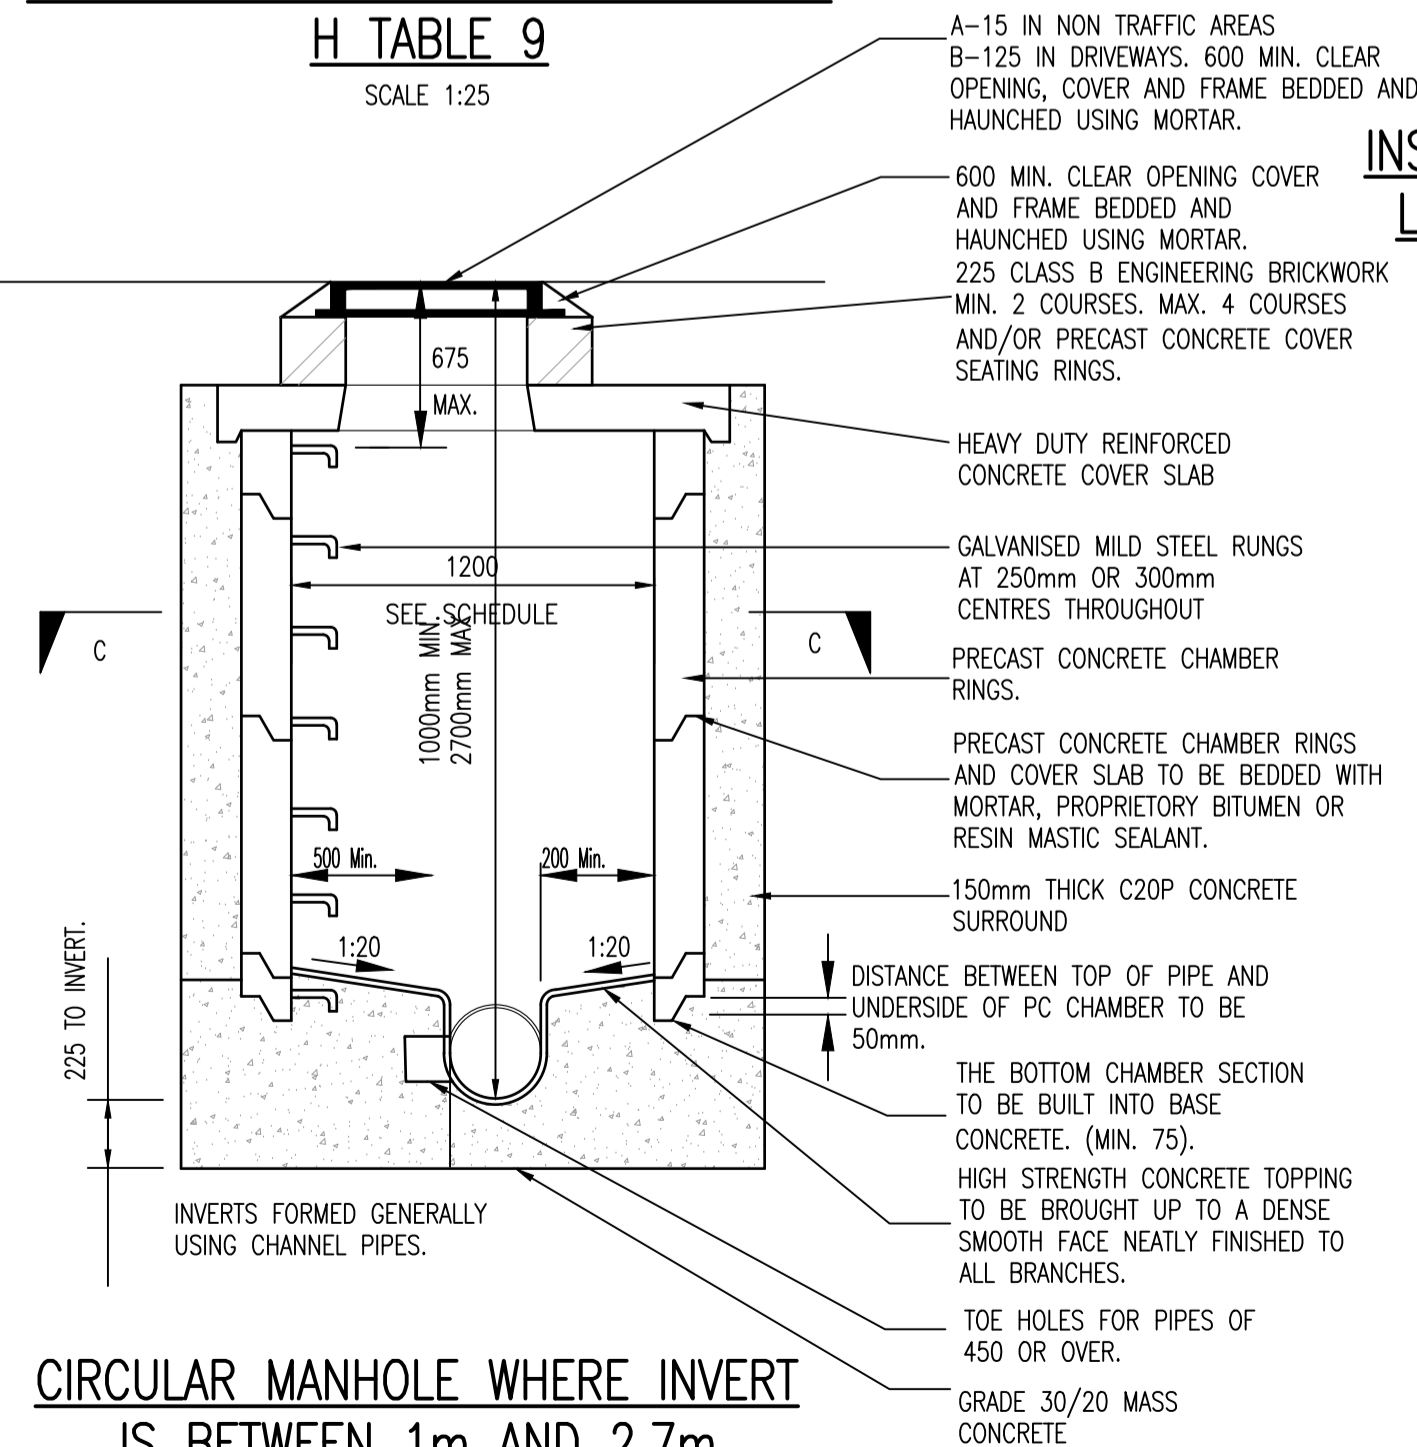 H TABLE 9
SCALE 1:25
A-15 IN NON TRAFFIC AREAS
B-125 IN DRIVEWAYS. 600 MIN. CLEAR
OPENING, COVER AND FRAME BEDDED AND
HAUNCHED USING MORTAR.
INS
L
600 MIN. CLEAR OPENING COVER
AND FRAME BEDDED AND
HAUNCHED USING MORTAR.
225 CLASS B ENGINEERING BRICKWORK
MIN. 2 COURSES. MAX. 4 COURSES
AND/OR PRECAST CONCRETE COVER
SEATING RINGS.
675
MAX.
HEAVY DUTY REINFORCED
CONCRETE COVER SLAB
GALVANISED MILD STEEL RUNGS
AT 250mm OR 300mm
CENTRES THROUGHOUT
1200
SEE SCHEDULE
1000mm MIN
2700mm MAX
C
C
PRECAST CONCRETE CHAMBER
RINGS.
PRECAST CONCRETE CHAMBER RINGS
AND COVER SLAB TO BE BEDDED WITH
MORTAR, PROPRIETORY BITUMEN OR
RESIN MASTIC SEALANT.
500 Min.
200 Min.
150mm THICK C20P CONCRETE
SURROUND
1:20
1:20
225 TO INVERT.
DISTANCE BETWEEN TOP OF PIPE AND
UNDERSIDE OF PC CHAMBER TO BE
50mm.
THE BOTTOM CHAMBER SECTION
TO BE BUILT INTO BASE
CONCRETE. (MIN. 75).
HIGH STRENGTH CONCRETE TOPPING
TO BE BROUGHT UP TO A DENSE
SMOOTH FACE NEATLY FINISHED TO
ALL BRANCHES.
INVERTS FORMED GENERALLY
USING CHANNEL PIPES.
TOE HOLES FOR PIPES OF
450 OR OVER.
GRADE 30/20 MASS
CONCRETE
CIRCULAR MANHOLE WHERE INVERT
IS BETWEEN 1m AND 2.7m